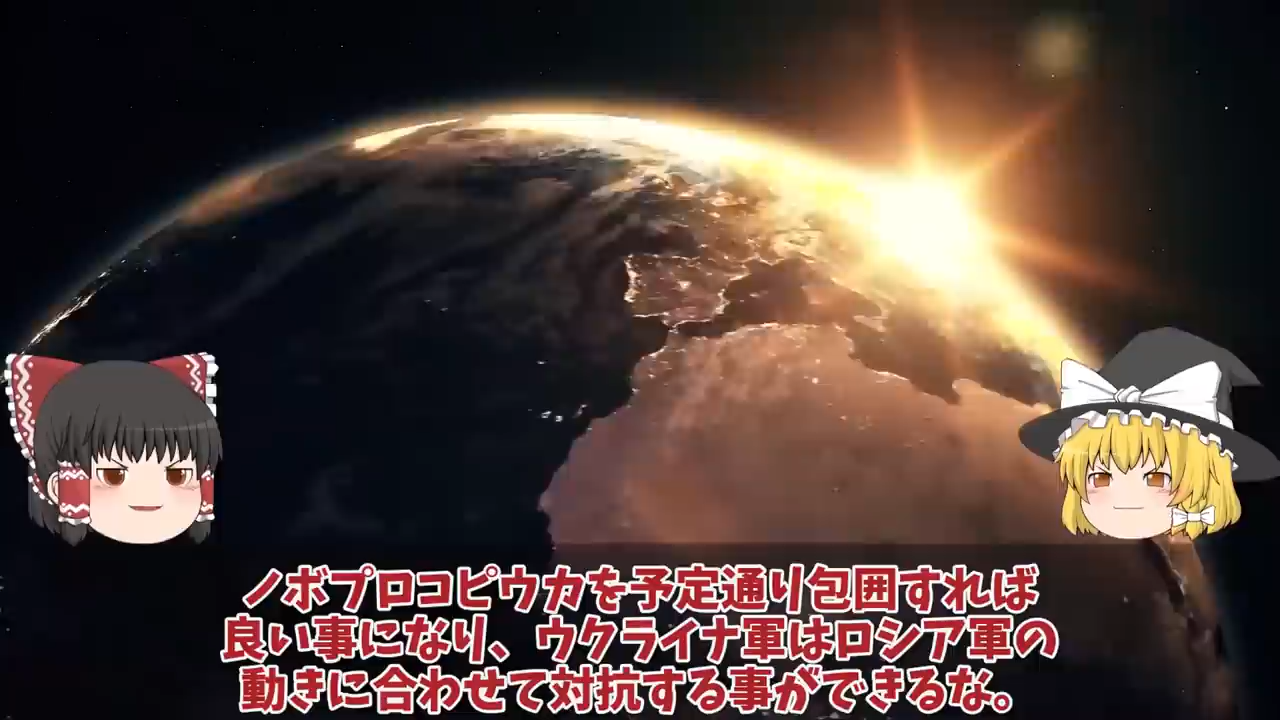 ノボプロコピウカを予定通り包囲すれば
良い事になり、ウクライナ軍はロシア軍の
動きに合わせて対抗する事ができるな。